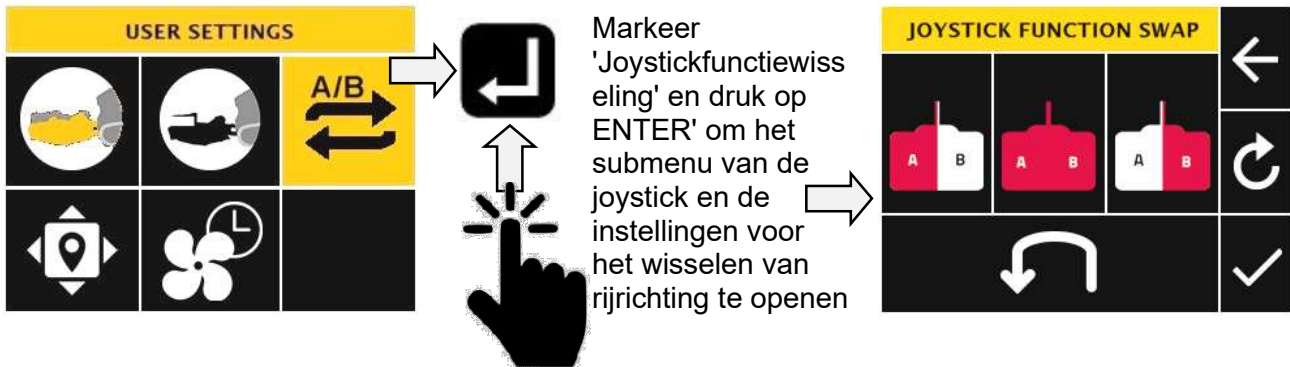 USER SETTINGS
A/B
Markeer
'Joystickfunctiewiss
eling' en druk op
ENTER' om het
submenu van de
joystick en de
instellingen voor
het wisselen van
rijrichting te openen
JOYSTICK FUNCTION SWAP
A B
A B
A B